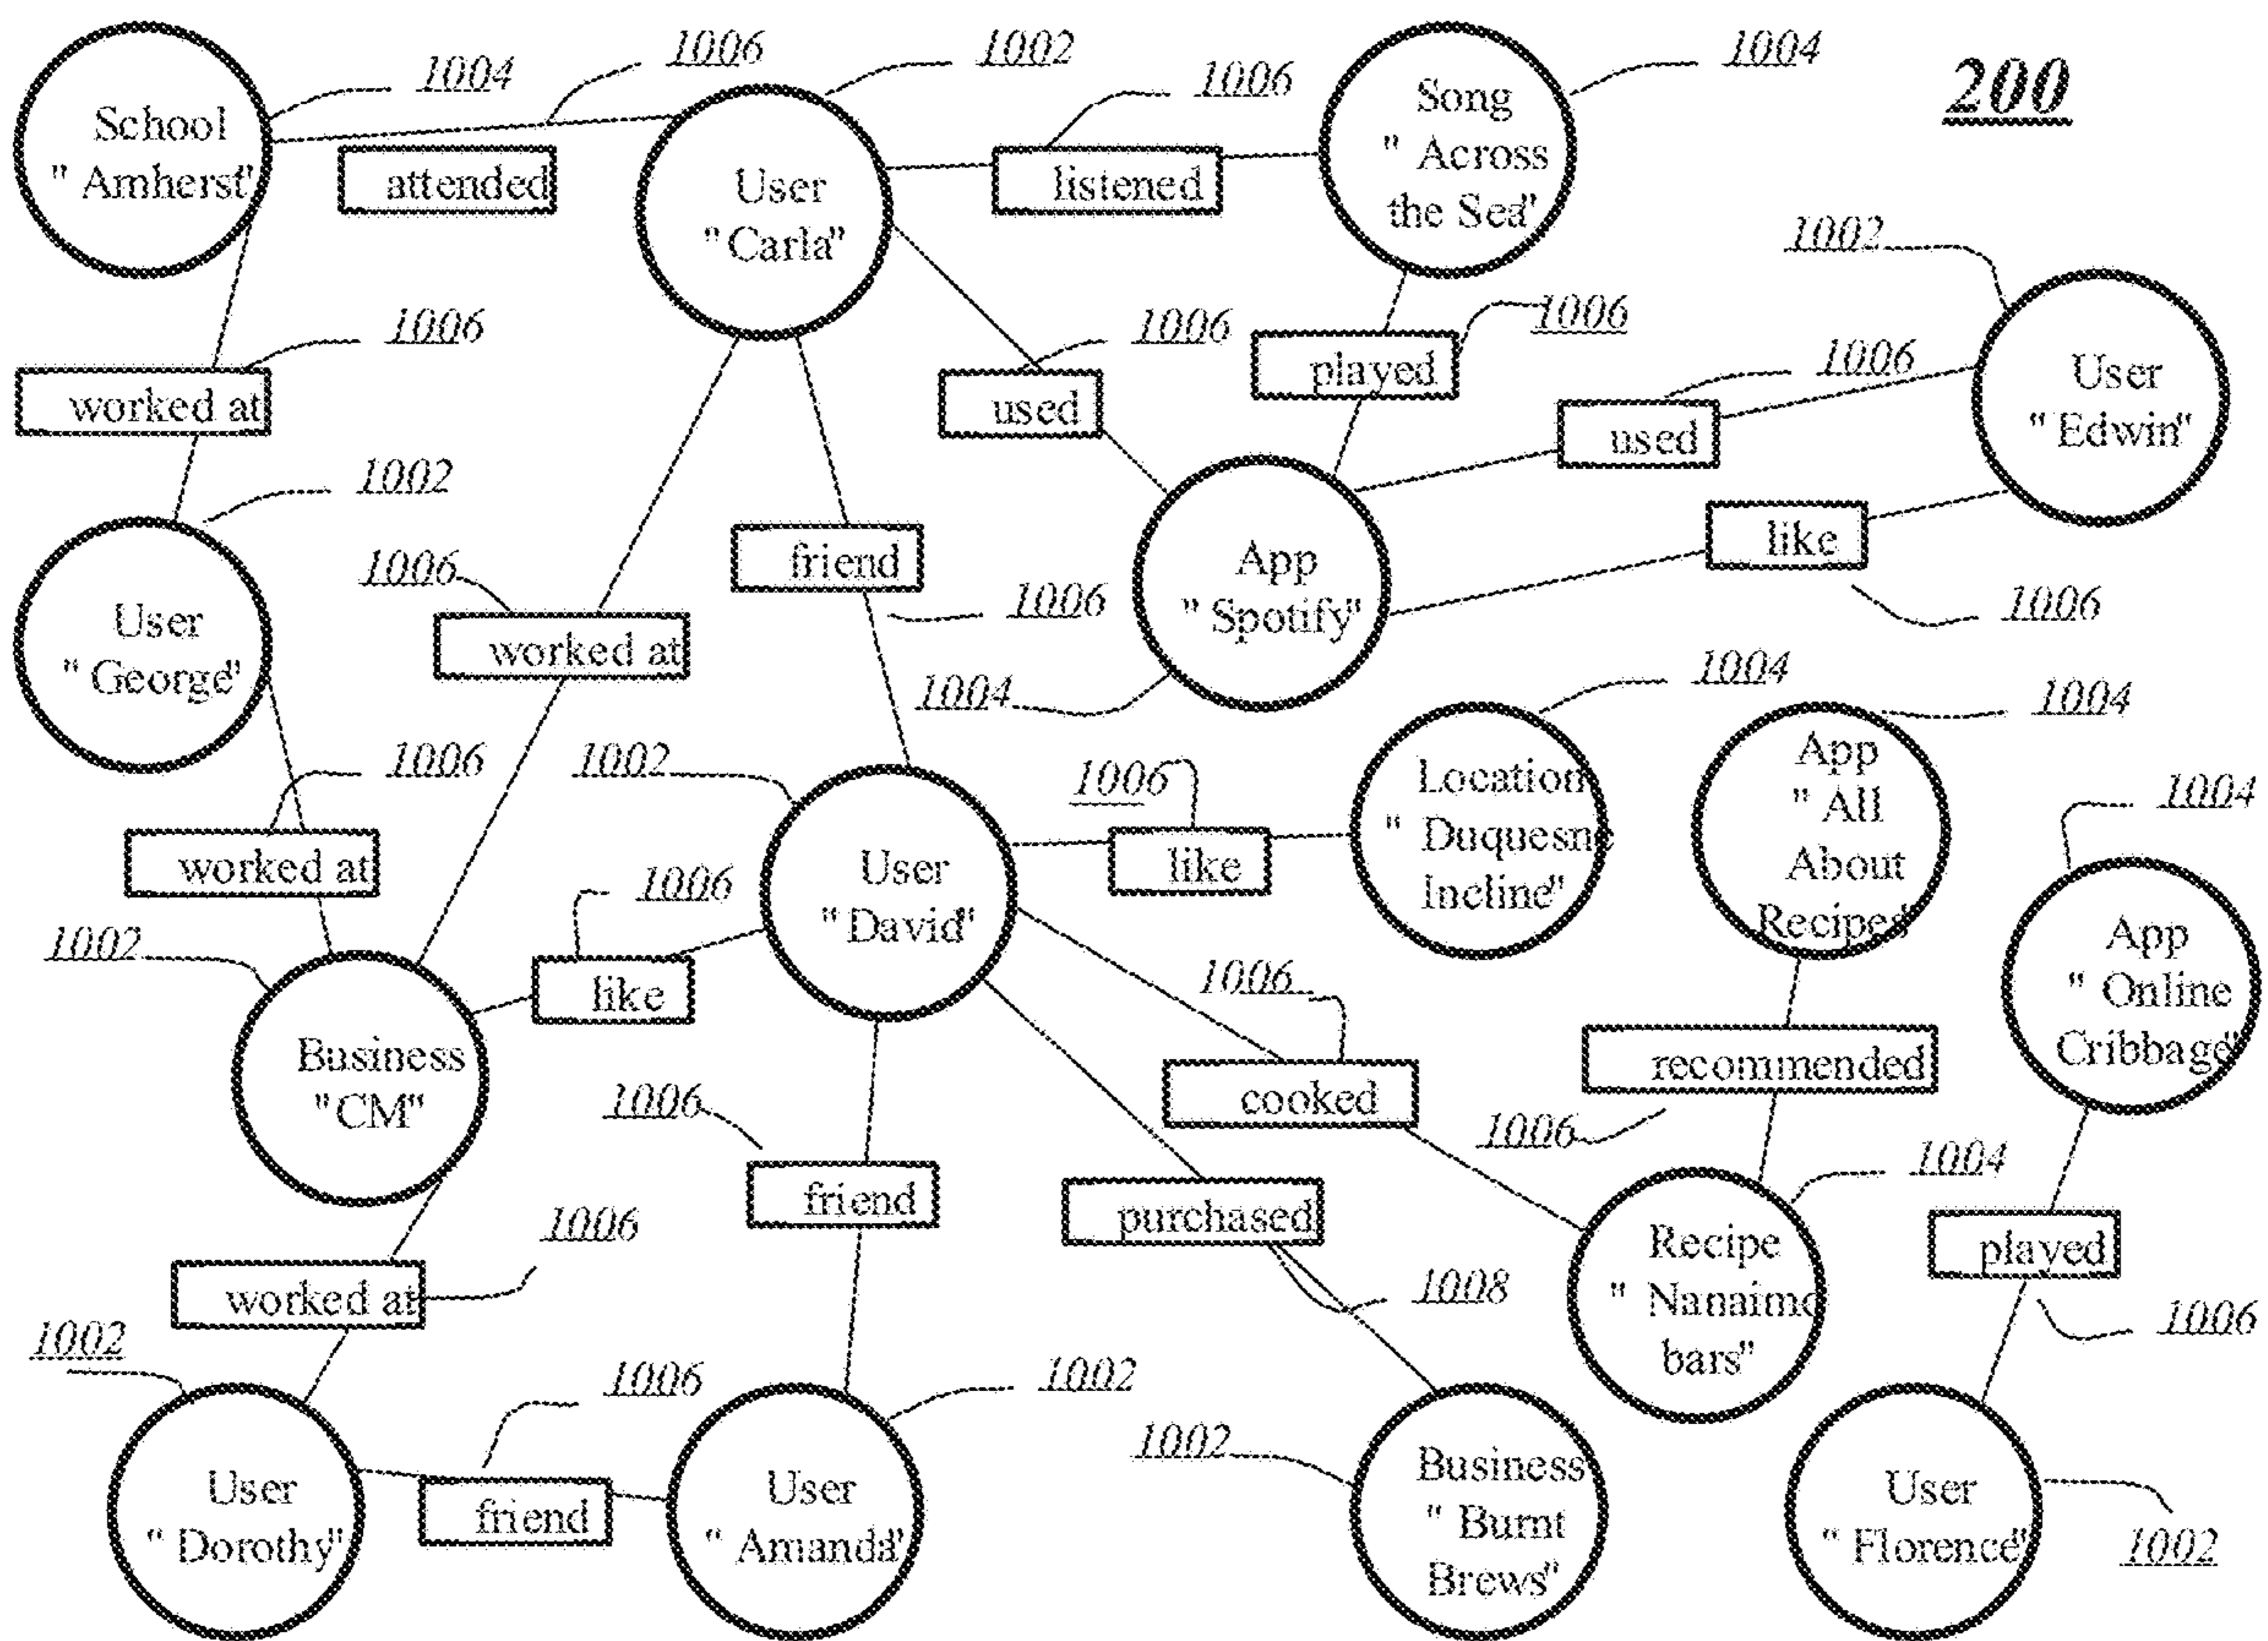 200
1004
1006
1002
1006
1004
School
" Amherst"
attended
User
"Carla"
listened
Song
" Across
the Sea"
1002
1006
worked at
1006
used
played
1006
1006
used
User
"Edwin"
1002
User
" George"
1006
worked at
friend
1006
App
"Spotify"
1004
like
1006
1006
worked at
1002
1006
like
1004
Location
" Duquesne
Incline"
1004
App
" All
About
Recipes"
1004
App
" Online
Cribbage"
1002
Business
"CM"
1006
like
User
"David"
1006
cooked
recommended
1006
1006
friend
purchased
1008
1004
Recipe
" Nanaimo
bars"
played
1006
worked at
1006
1002
User
" Dorothy"
1006
friend
1002
User
"Amanda"
1002
Business
" Burnt
Brews"
User
" Florence"
1002